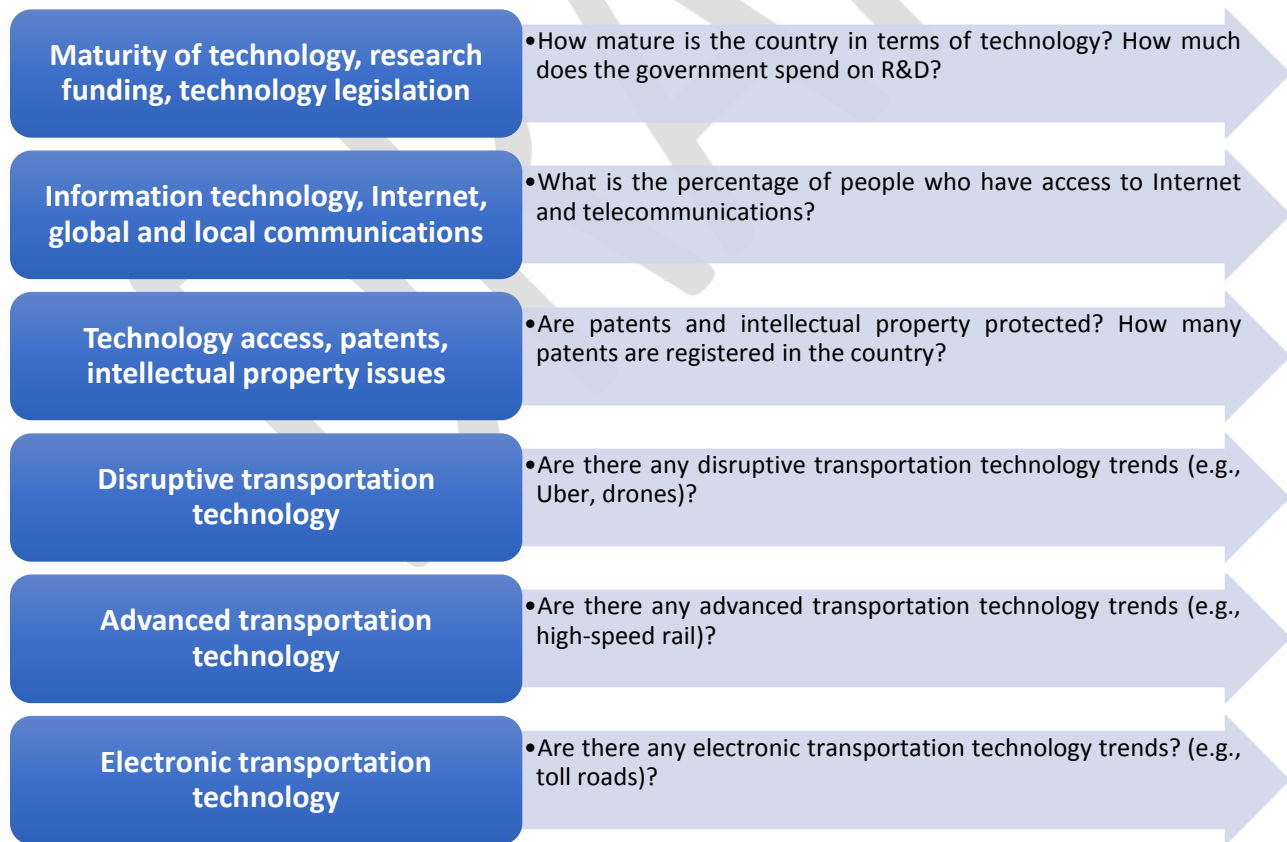 Maturity of technology, research
funding, technology legislation
•How mature is the country in terms of technology? How much
does the government spend on R&D?
Information technology, Internet,
global and local communications
•What is the percentage of people who have access to Internet
and telecommunications?
Technology access, patents,
intellectual property issues
•Are patents and intellectual property protected? How many
patents are registered in the country?
Disruptive transportation
technology
•Are there any disruptive transportation technology trends (e.g.,
Uber, drones)?
Advanced transportation
technology
•Are there any advanced transportation technology trends (e.g.,
high-speed rail)?
Electronic transportation
technology
•Are there any electronic transportation technology trends? (e.g.,
toll roads)?